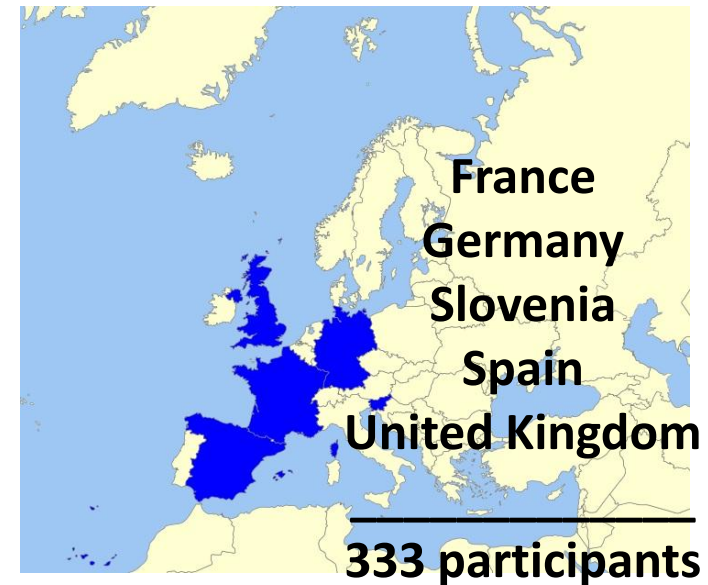 France
Germany
Slovenia
Spain
United Kingdom
333 participants